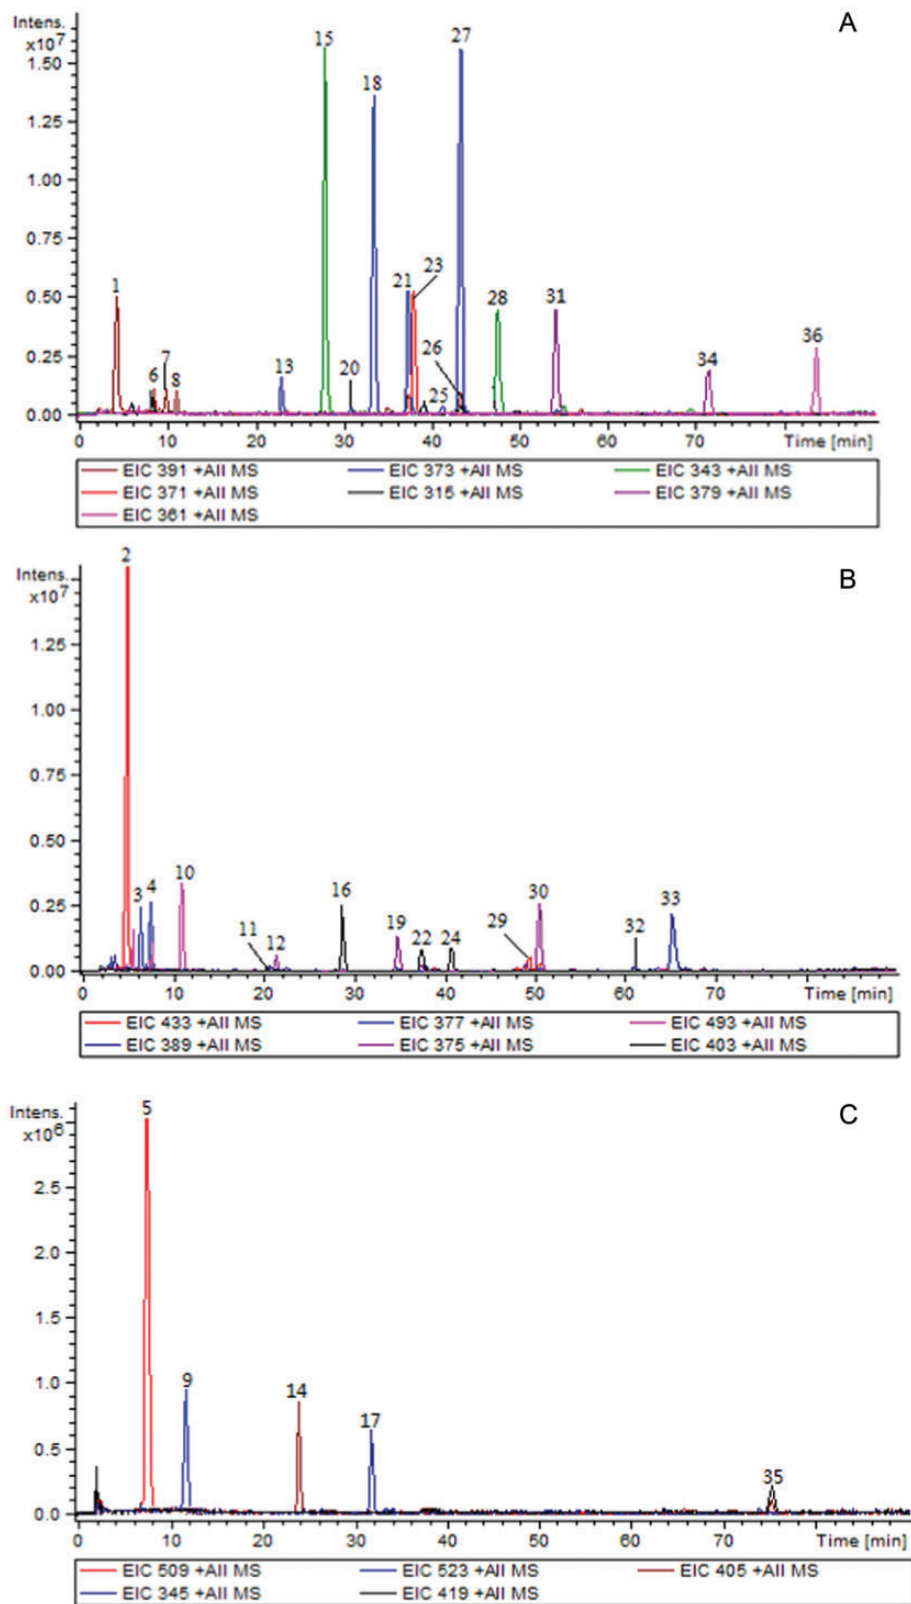 Intens.
x10⁷
A
1.50
1.25
1.00
0.75
0.50
0.25
0.00
1
6
7
8
13
15
18
20
21
23
25
26
27
28
31
34
36
0 10 20 30 40 50 60 70 Time [min]
EIC 391 +All MS EIC 373 +All MS EIC 343 +All MS
EIC 371 +All MS EIC 315 +All MS EIC 379 +All MS
EIC 361 +All MS
Intens.
x10⁷
B
1.25
1.00
0.75
0.50
0.25
0.00
2
3
4
10
11
12
16
19
22
24
29
30
32
33
0 10 20 30 40 50 60 70 Time [min]
EIC 433 +All MS EIC 377 +All MS EIC 493 +All MS
EIC 389 +All MS EIC 375 +All MS EIC 403 +All MS
Intens.
x10⁶
C
2.5
2.0
1.5
1.0
0.5
0.0
5
9
14
17
35
0 10 20 30 40 50 60 70 Time [min]
EIC 509 +All MS EIC 523 +All MS EIC 405 +All MS
EIC 345 +All MS EIC 419 +All MS